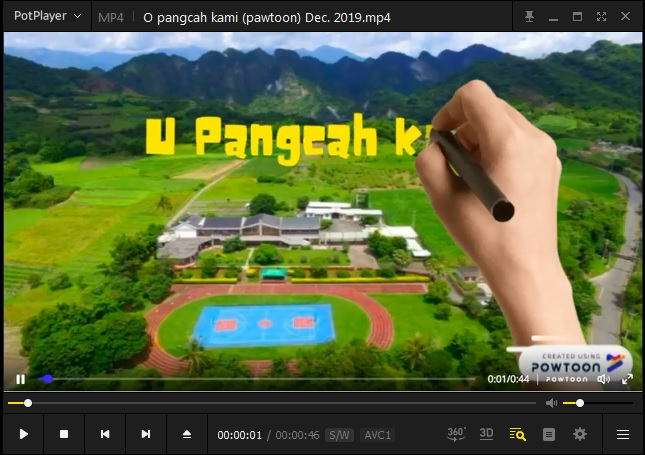 PotPlayer
MP4
O pangcah kami (pawtoon) Dec. 2019.mp4
U Pangcah k
0:01/0:44
CREATED USING
POWTOON
POWTOON
00:00:01 / 00:00:46
S/W
AVC1
360°
3D